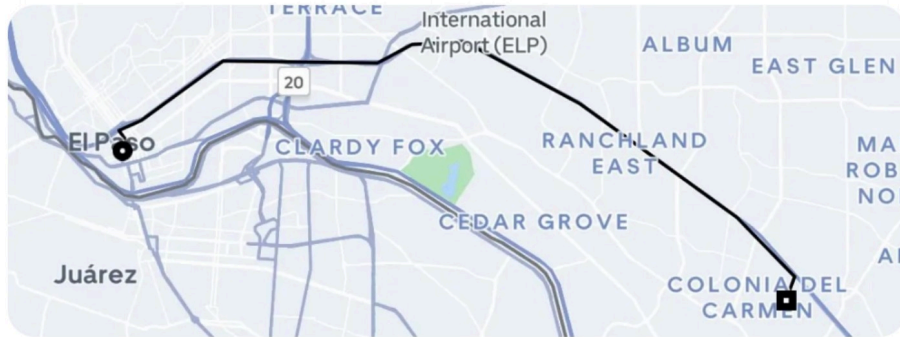 TERRACE
International
Airport (ELP)
ALBUM
EAST GLEN
20
El Paso
CLARDY FOX
RANCHLAND
EAST
MA
ROB
NO
CEDAR GROVE
Juárez
COLONIA DEL
CARMEN